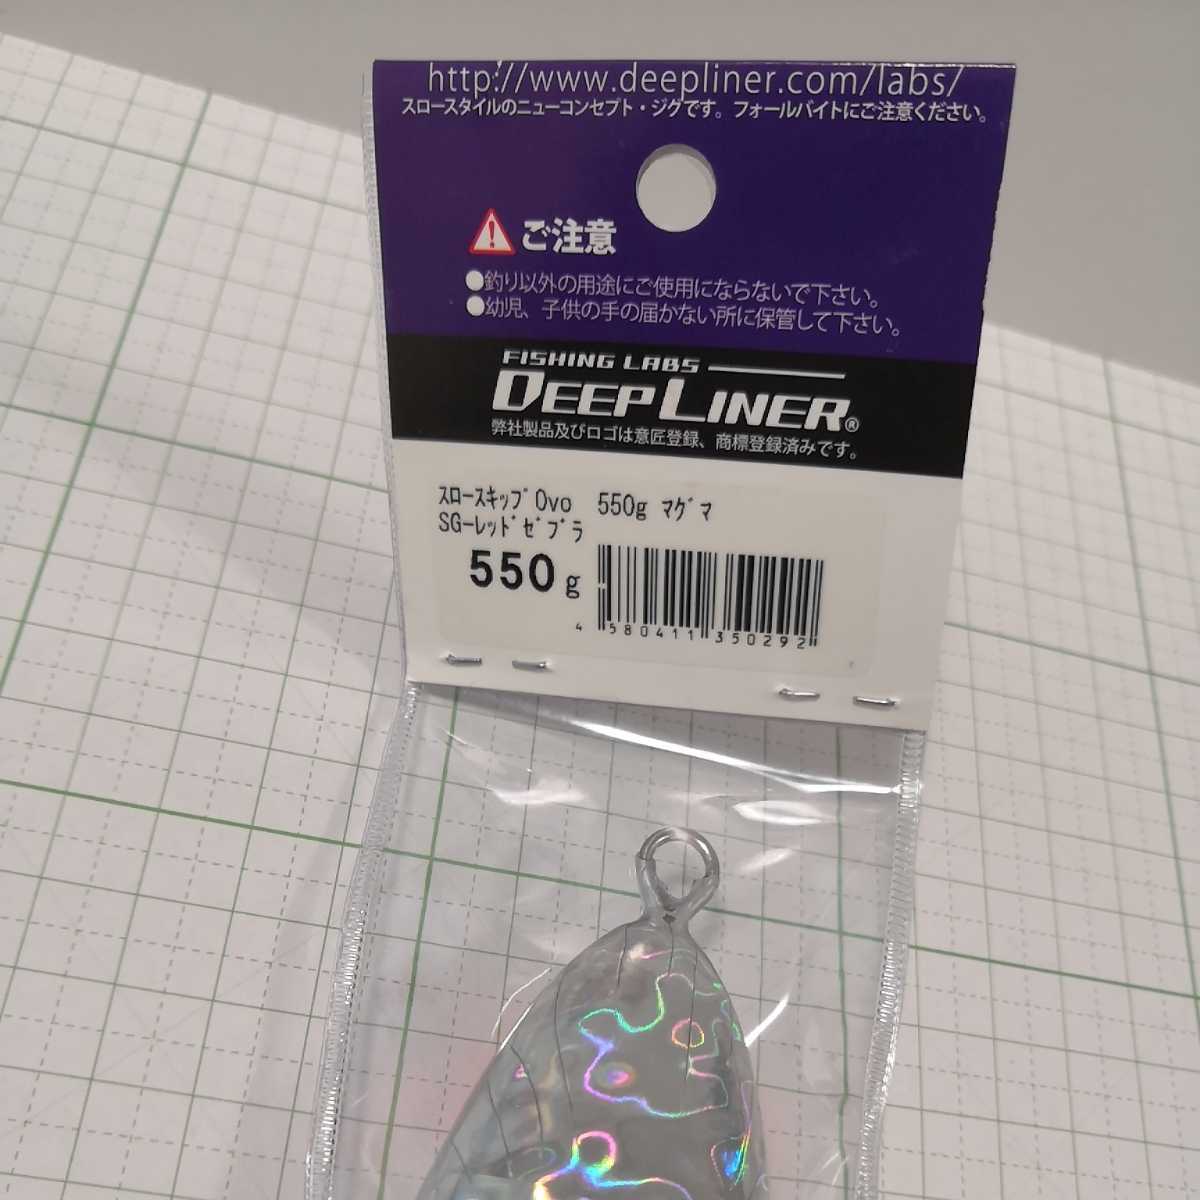 http://www.deepliner.com/labs/
スロースタイルのニューコンセプト・ジグです。フォールバイトにご注意ください。
ご注意
●釣り以外の用途にご使用にならないで下さい。
●幼児、子供の手の届かない所に保管して下さい。
FISHING LABS
DEEPLINER®
弊社製品及びロゴは意匠登録、商標登録済みです。
ｽﾛｰｽｷｯﾌﾟOvo 550g ﾏｸﾞﾏ
SG-ﾚｯﾄﾞｾﾞﾌﾞﾗ
550g
4 580411 350292